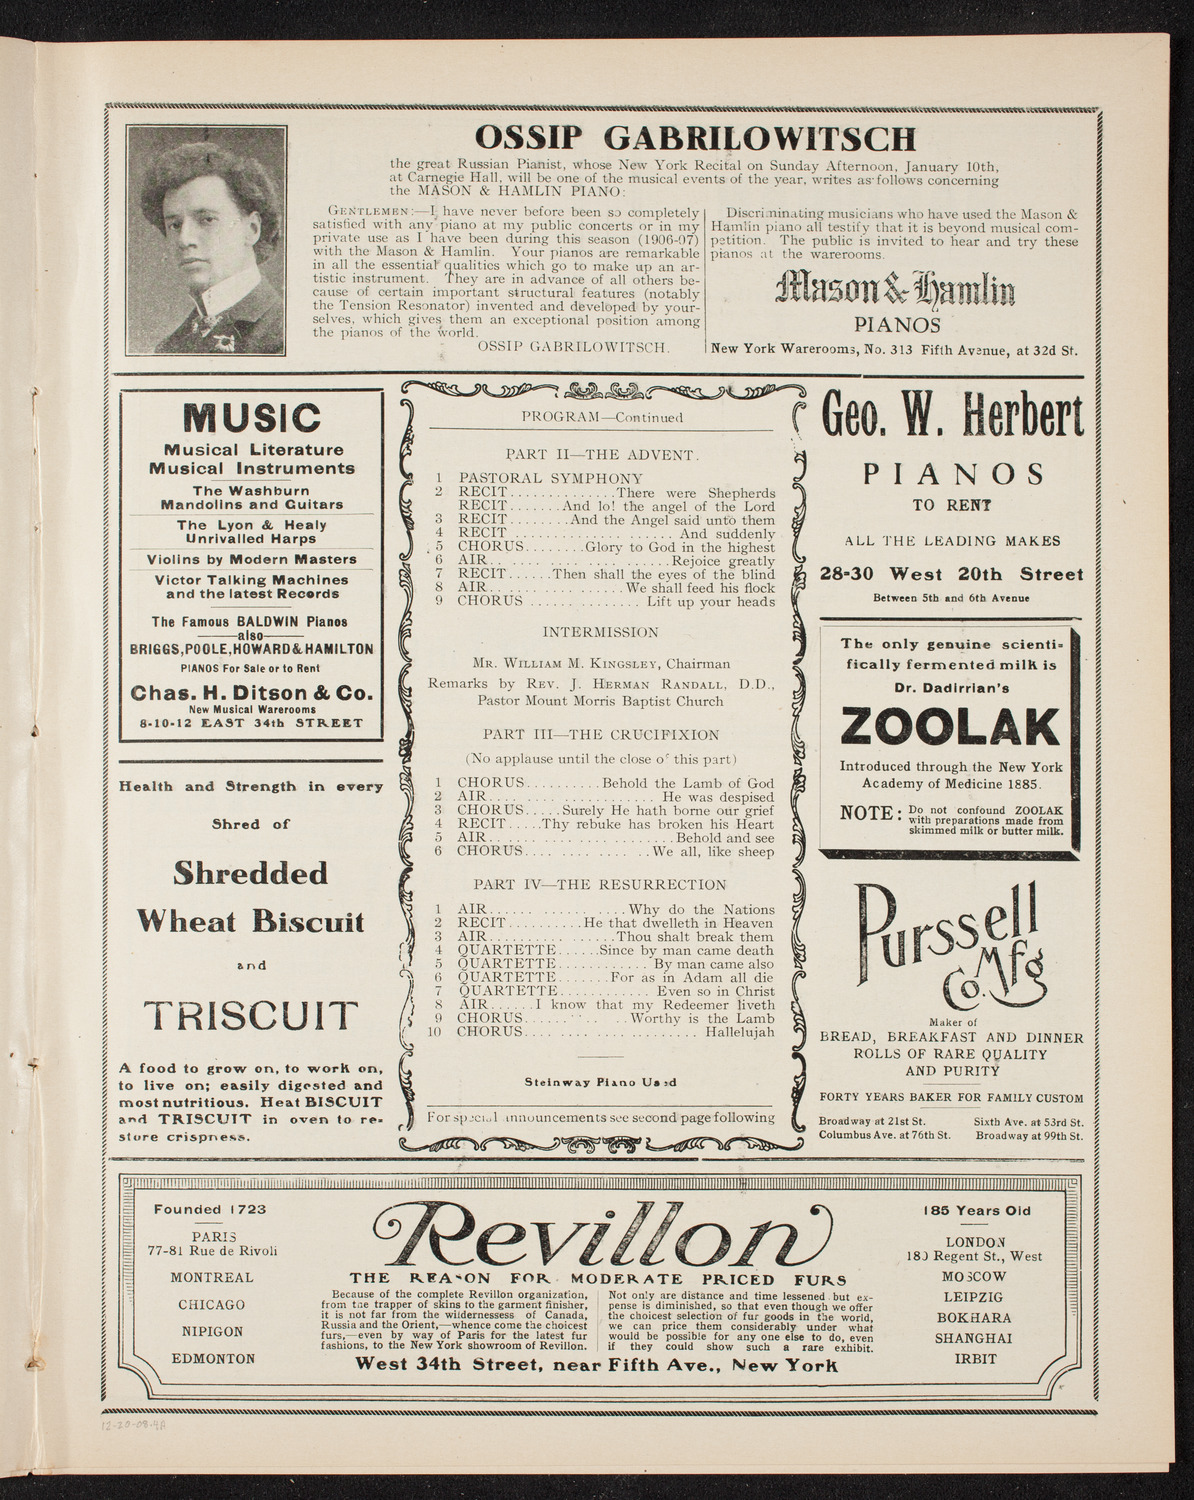 OSSIP GABRILOWITSCH
the great Russian Pianist, whose New York Recital on Sunday Afternoon, January 10th,
at Carnegie Hall, will be one of the musical events of the year, writes as follows concerning
the MASON & HAMLIN PIANO:
GENTLEMEN:—I have never before been so completely
satisfied with any piano at my public concerts or in my
private use as I have been during this season (1906-07)
with the Mason & Hamlin. Your pianos are remarkable
in all the essential qualities which go to make up an ar-
tistic instrument. They are in advance of all others be-
cause of certain important structural features (notably
the Tension Resonator) invented and developed by your-
selves, which gives them an exceptional position among
the pianos of the world.
OSSIP GABRILOWITSCH.
Discriminating musicians who have used the Mason &
Hamlin piano all testify that it is beyond musical com-
petition. The public is invited to hear and try these
pianos at the warerooms.
Mason & Hamlin
PIANOS
New York Warerooms, No. 313 Fifth Avenue, at 32d St.
MUSIC
Musical Literature
Musical Instruments
The Washburn
Mandolins and Guitars
The Lyon & Healy
Unrivalled Harps
Violins by Modern Masters
Victor Talking Machines
and the latest Records
The Famous BALDWIN Pianos
also
BRIGGS, POOLE, HOWARD & HAMILTON
PIANOS For Sale or to Rent
Chas. H. Ditson & Co.
New Musical Warerooms
8-10-12 EAST 34th STREET
Health and Strength in every
Shred of
Shredded
Wheat Biscuit
and
TRISCUIT
A food to grow on, to work on,
to live on; easily digested and
most nutritious. Heat BISCUIT
and TRISCUIT in oven to re-
store crispness.
PROGRAM—Continued
PART II—THE ADVENT.
1 PASTORAL SYMPHONY
2 RECIT..............There were Shepherds
RECIT.......And lo! the angel of the Lord
3 RECIT........And the Angel said unto them
4 RECIT...................... And suddenly
5 CHORUS........Glory to God in the highest
6 AIR........................Rejoice greatly
7 RECIT......Then shall the eyes of the blind
8 AIR..................We shall feed his flock
9 CHORUS ............... Lift up your heads
INTERMISSION
MR. WILLIAM M. KINGSLEY, Chairman
Remarks by REV. J. HERMAN RANDALL, D.D.,
Pastor Mount Morris Baptist Church
PART III—THE CRUCIFIXION
(No applause until the close of this part)
1 CHORUS..........Behold the Lamb of God
2 AIR..................... He was despised
3 CHORUS.....Surely He hath borne our grief
4 RECIT.....Thy rebuke has broken his Heart
5 AIR........................Behold and see
6 CHORUS................We all, like sheep
PART IV—THE RESURRECTION
1 AIR..................Why do the Nations
2 RECIT..........He that dwelleth in Heaven
3 AIR................Thou shalt break them
4 QUARTETTE......Since by man came death
5 QUARTETTE............By man came also
6 QUARTETTE.......For as in Adam all die
7 QUARTETTE............ Even so in Christ
8 AIR......I know that my Redeemer liveth
9 CHORUS.............Worthy is the Lamb
10 CHORUS...................... Hallelujah
Steinway Piano Used
For special announcements see second page following
Geo. W. Herbert
PIANOS
TO RENT
ALL THE LEADING MAKES
28-30 West 20th Street
Between 5th and 6th Avenue
The only genuine scienti-
fically fermented milk is
Dr. Dadirrian's
ZOOLAK
Introduced through the New York
Academy of Medicine 1885.
NOTE: Do not confound ZOOLAK
with preparations made from
skimmed milk or butter milk.
Purssell
Mfg
Co.
Maker of
BREAD, BREAKFAST AND DINNER
ROLLS OF RARE QUALITY
AND PURITY
FORTY YEARS BAKER FOR FAMILY CUSTOM
Broadway at 21st St. Sixth Ave. at 53rd St.
Columbus Ave. at 76th St. Broadway at 99th St.
Founded 1723
PARIS
77-81 Rue de Rivoli
MONTREAL
CHICAGO
NIPIGON
EDMONTON
Revillon
THE REASON FOR MODERATE PRICED FURS
Because of the complete Revillon organization,
from the trapper of skins to the garment finisher,
it is not far from the wildernessess of Canada,
Russia and the Orient,—whence come the choicest
furs,—even by way of Paris for the latest fur
fashions, to the New York showroom of Revillon.
Not only are distance and time lessened but ex-
pense is diminished, so that even though we offer
the choicest selection of fur goods in the world,
we can price them considerably under what
would be possible for any one else to do, even
if they could show such a rare exhibit.
West 34th Street, near Fifth Ave., New York
185 Years Old
LONDON
180 Regent St., West
MOSCOW
LEIPZIG
BOKHARA
SHANGHAI
IRBIT
12-20-08-4A